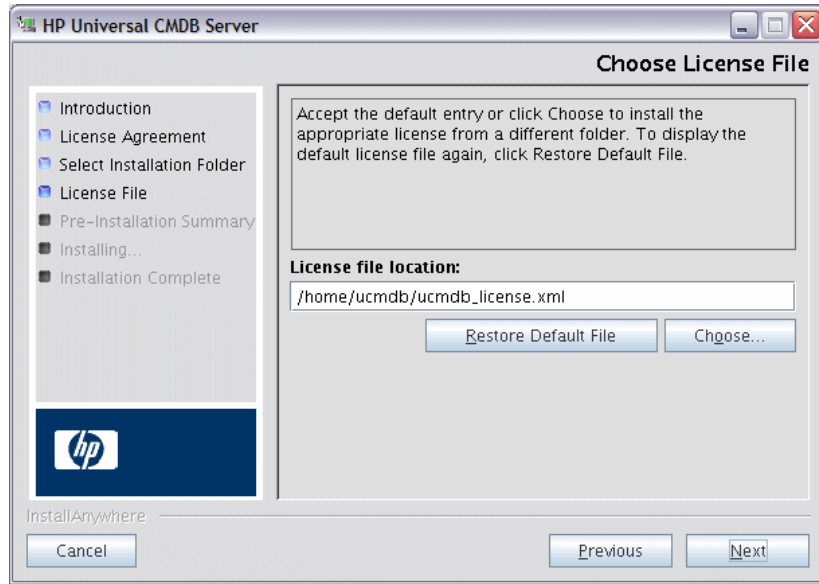 HP Universal CMDB Server
Choose License File
Introduction
License Agreement
Select Installation Folder
License File
Pre-Installation Summary
Installing...
Installation Complete
Accept the default entry or click Choose to install the
appropriate license from a different folder. To display the
default license file again, click Restore Default File.
License file location:
/home/ucmdb/ucmdb_license.xml
Restore Default File
Choose...
hp
InstallAnywhere
Cancel
Previous
Next